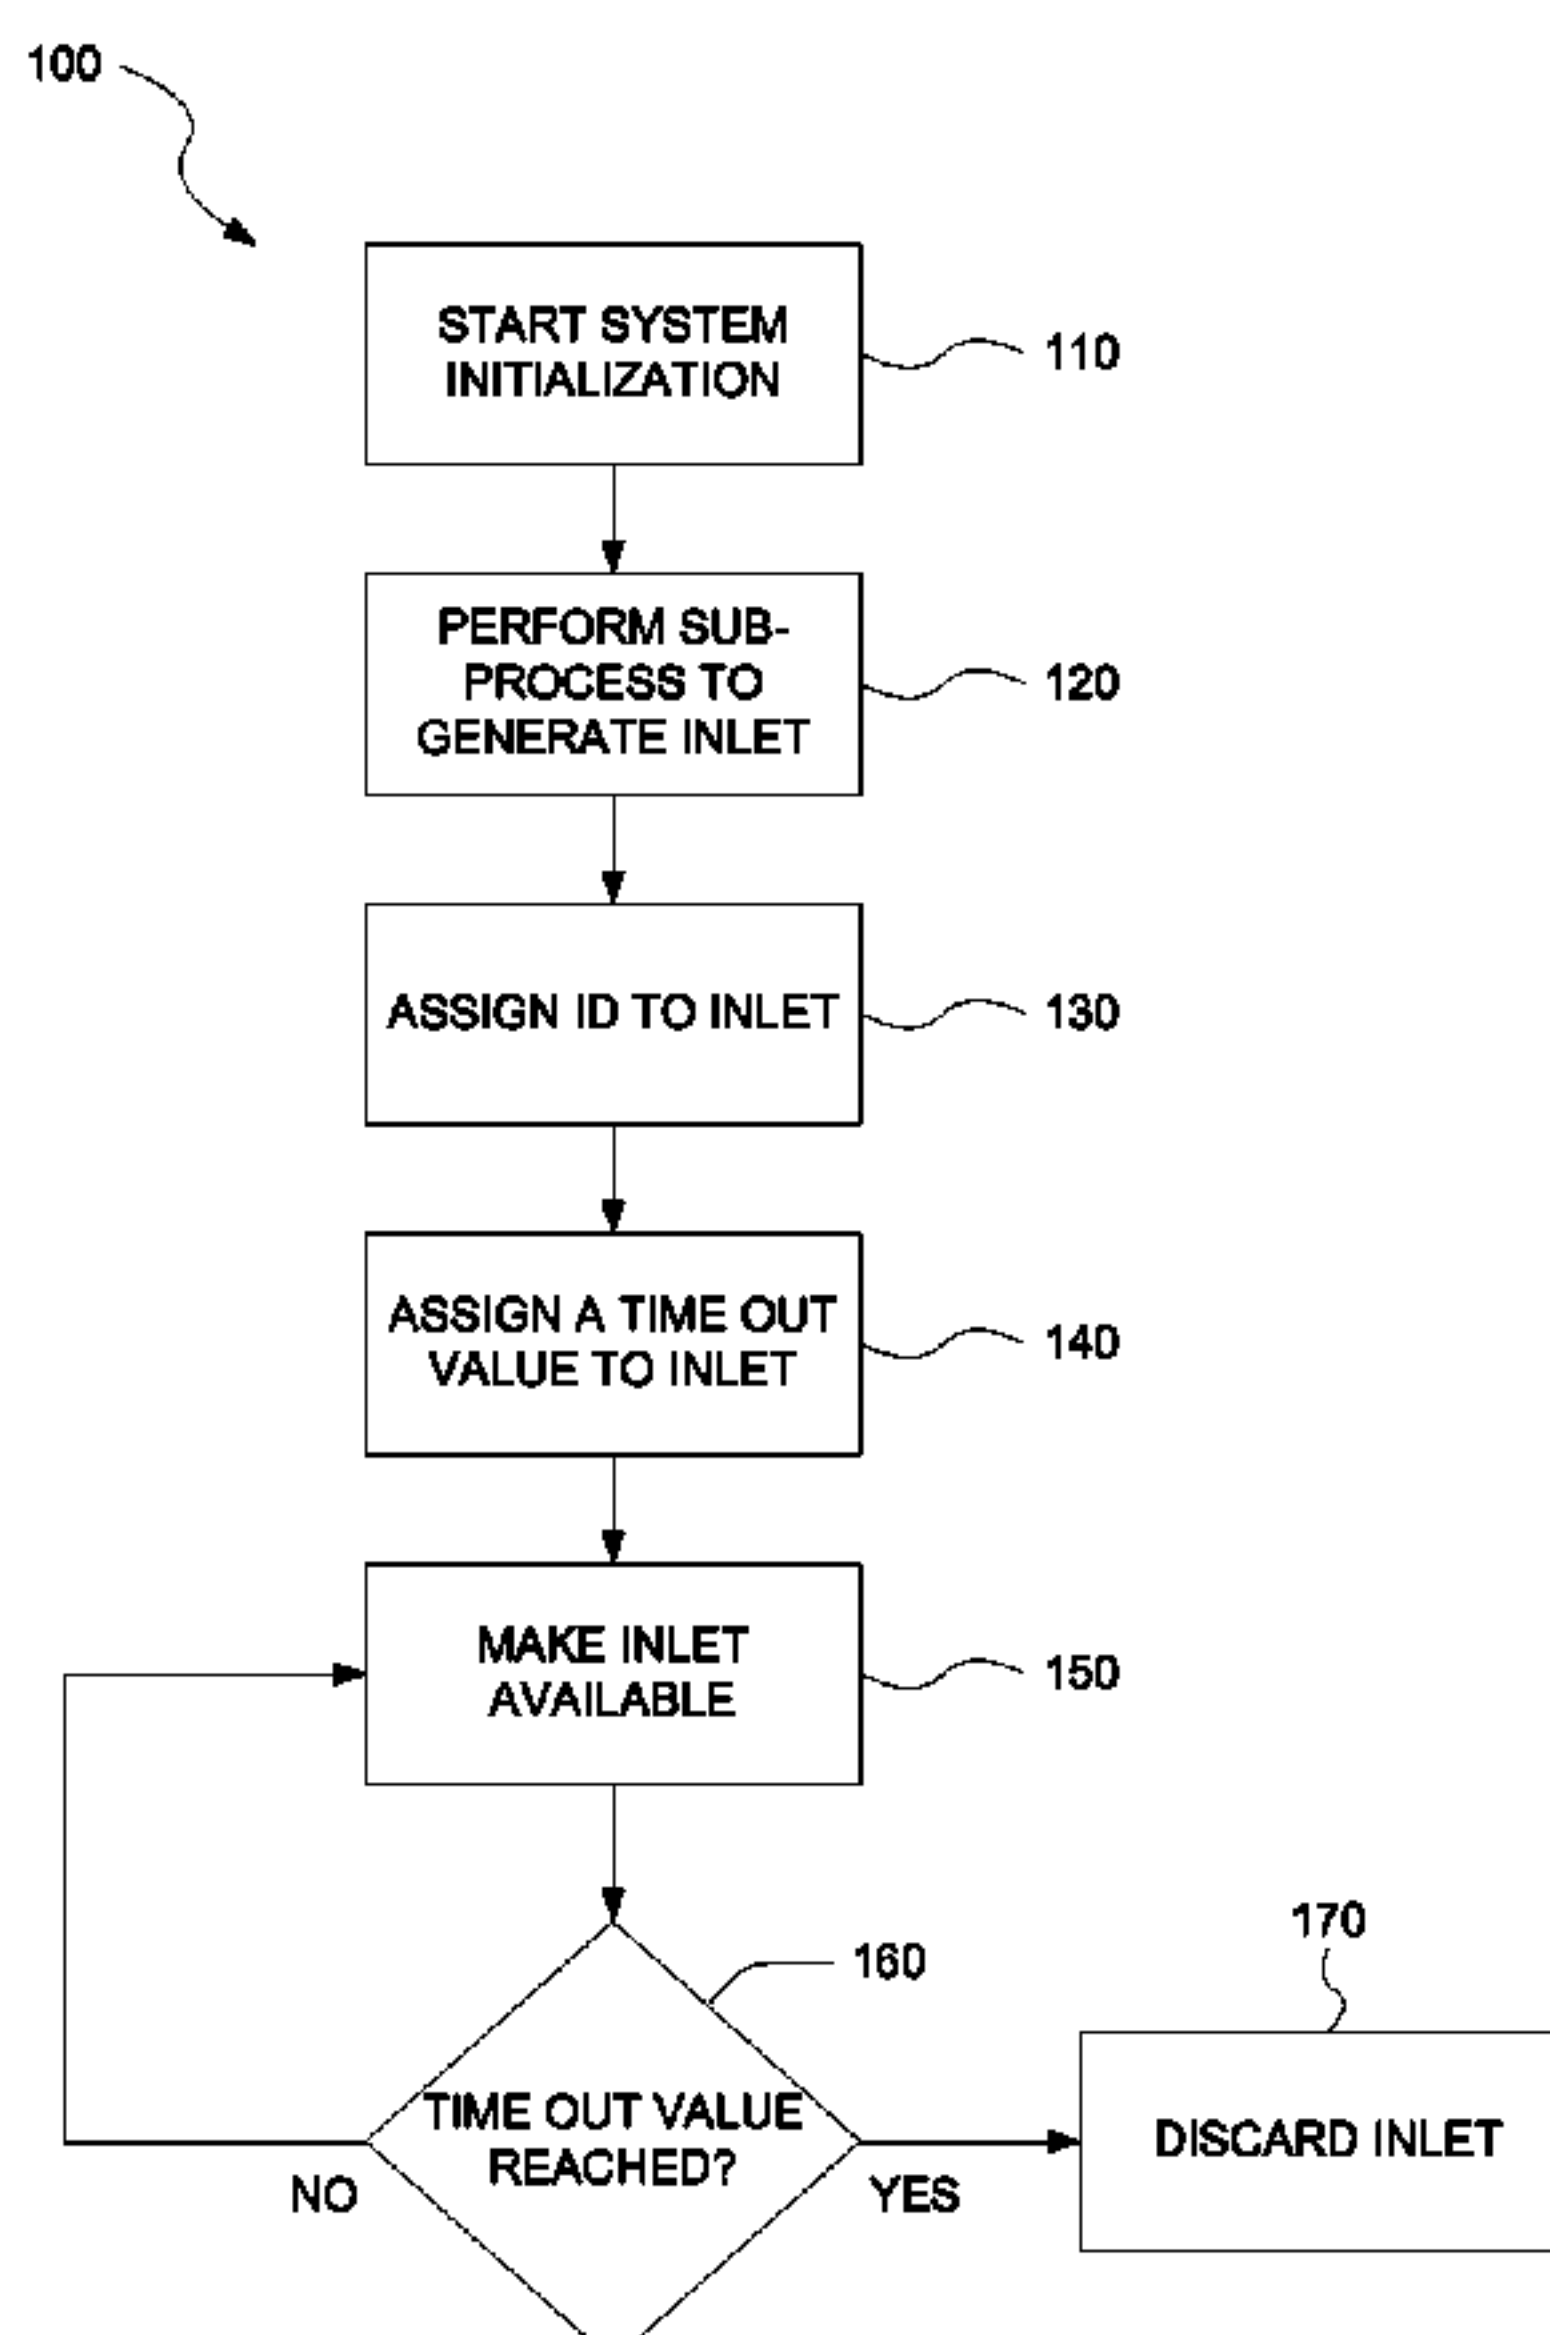 100
START SYSTEM
INITIALIZATION
110
PERFORM SUB-
PROCESS TO
GENERATE INLET
120
ASSIGN ID TO INLET
130
ASSIGN A TIME OUT
VALUE TO INLET
140
MAKE INLET
AVAILABLE
150
160
170
TIME OUT VALUE
REACHED?
DISCARD INLET
NO
YES